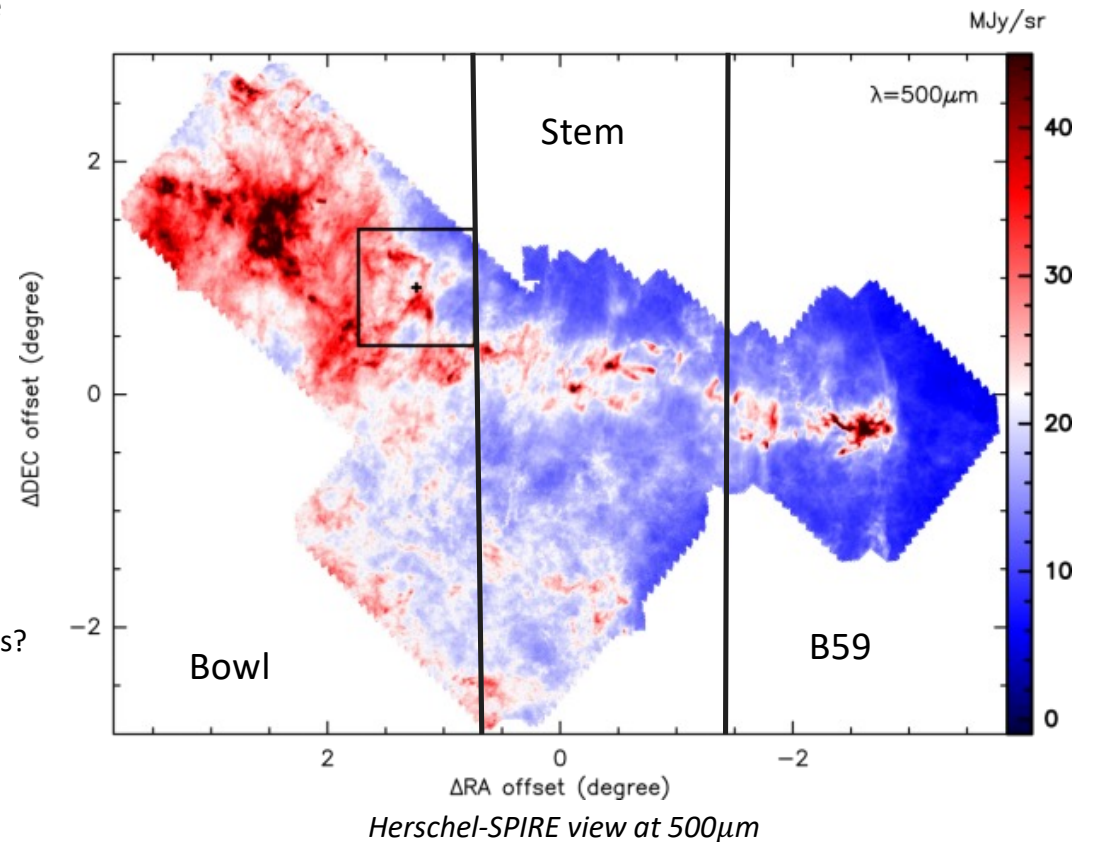 MJy/sr
λ=500μm
Stem
40
2
30
ΔDEC offset (degree)
0
20
10
s?
−2
B59
Bowl
0
2
0
−2
ΔRA offset (degree)
Herschel-SPIRE view at 500μm